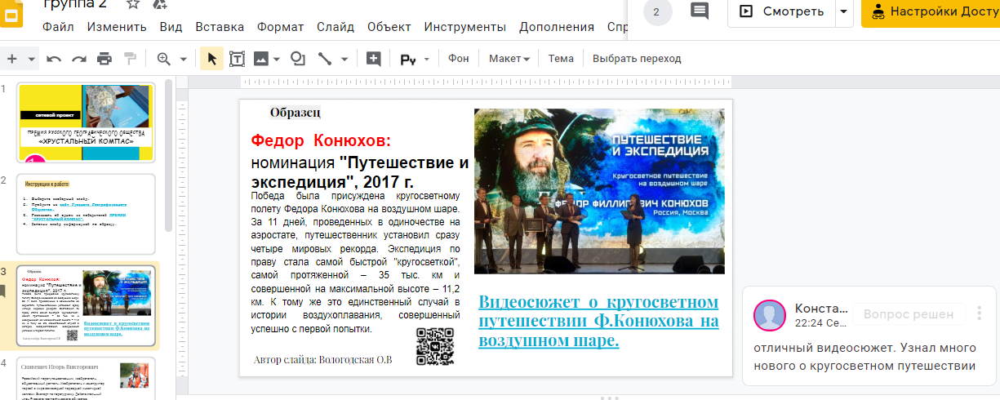 группа 2
Файл Изменить Вид Вставка Формат Слайд Объект Инструменты Дополнения Спр
2
Смотреть
Настройки Досту
Фон Макет Тема Выбрать переход
1
сетевой проект
ПРЕМИЯ РУССКОГО ГЕОГРАФИЧЕСКОГО ОБЩЕСТВА
«ХРУСТАЛЬНЫЙ КОМПАС»
2
Инструкция к работе:
3
Образец
Федор Конюхов:
номинация "Путешествие и
экспедиция", 2017 г.
Видеосюжет о кругосветном
путешествии Ф.Конюхова на
воздушном шаре.
4
Сникевич Игорь Викторович
Образец
Федор Конюхов:
номинация "Путешествие и
экспедиция", 2017 г.
Победа была присуждена кругосветному
полету Федора Конюхова на воздушном шаре.
За 11 дней, проведенных в одиночестве на
аэростате, путешественник установил сразу
четыре мировых рекорда. Экспедиция по
праву стала самой быстрой "кругосветкой",
самой протяженной – 35 тыс. км и
совершенной на максимальной высоте – 11,2
км. К тому же это единственный случай в
истории воздухоплавания, совершенный
успешно с первой попытки.
Автор слайда: Вологодская О.В
ПУТЕШЕСТВИЕ
И ЭКСПЕДИЦИЯ
Кругосветное путешествие
на воздушном шаре
ФЕДОР ФИЛИППОВИЧ КОНЮХОВ
Россия, Москва
Видеосюжет о кругосветном
путешествии Ф.Конюхова на
воздушном шаре.
Конста...
22:24 Се...
Вопрос решен
отличный видеосюжет. Узнал много
нового о кругосветном путешествии